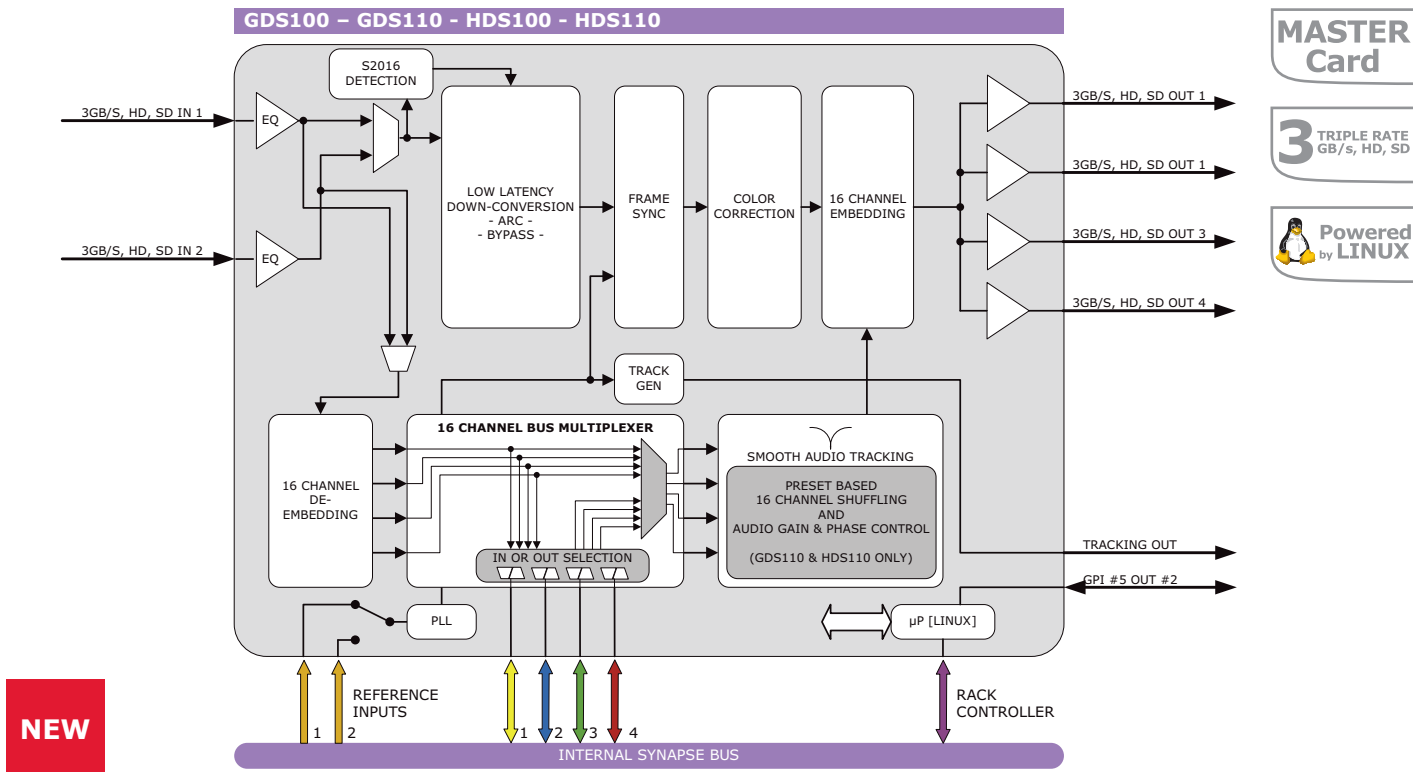 GDS100 – GDS110 - HDS100 - HDS110
MASTER
Card
3
TRIPLE RATE
GB/s, HD, SD
Powered
by LINUX
S2016
DETECTION
3GB/S, HD, SD IN 1
EQ
3GB/S, HD, SD IN 2
EQ
LOW LATENCY
DOWN-CONVERSION
- ARC -
- BYPASS -
FRAME
SYNC
COLOR
CORRECTION
16 CHANNEL
EMBEDDING
3GB/S, HD, SD OUT 1
3GB/S, HD, SD OUT 1
3GB/S, HD, SD OUT 3
3GB/S, HD, SD OUT 4
TRACK
GEN
16 CHANNEL
DE-
EMBEDDING
16 CHANNEL BUS MULTIPLEXER
IN OR OUT SELECTION
SMOOTH AUDIO TRACKING
PRESET BASED
16 CHANNEL SHUFFLING
AND
AUDIO GAIN & PHASE CONTROL
(GDS110 & HDS110 ONLY)
TRACKING OUT
GPI #5 OUT #2
PLL
µP [LINUX]
REFERENCE
INPUTS
1 2
1 2 3 4
RACK
CONTROLLER
INTERNAL SYNAPSE BUS
NEW